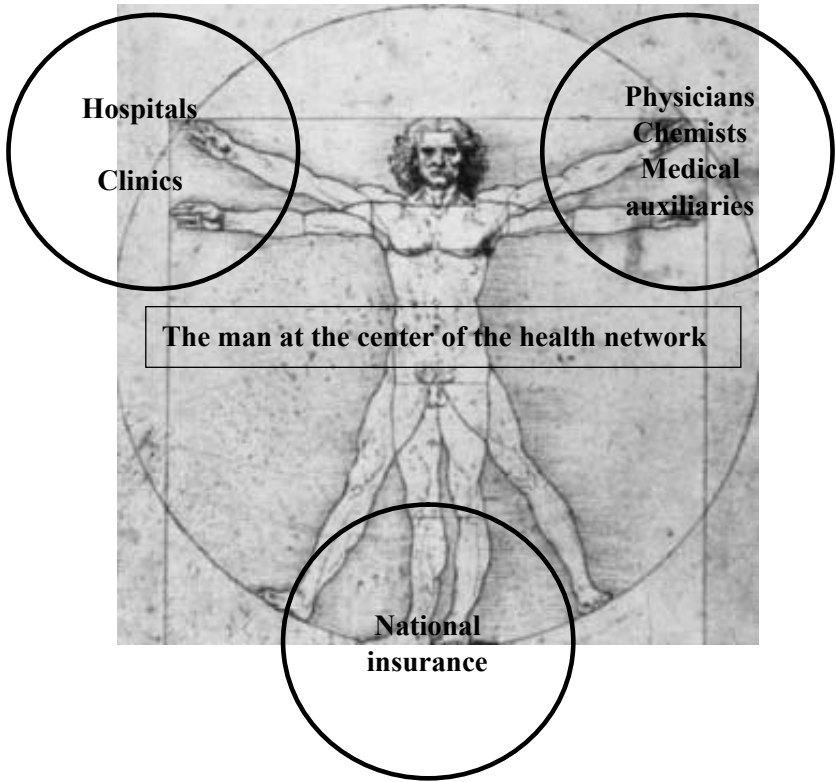 Hospitals
Clinics
Physicians
Chemists
Medical
auxiliaries
The man at the center of the health network
National
insurance